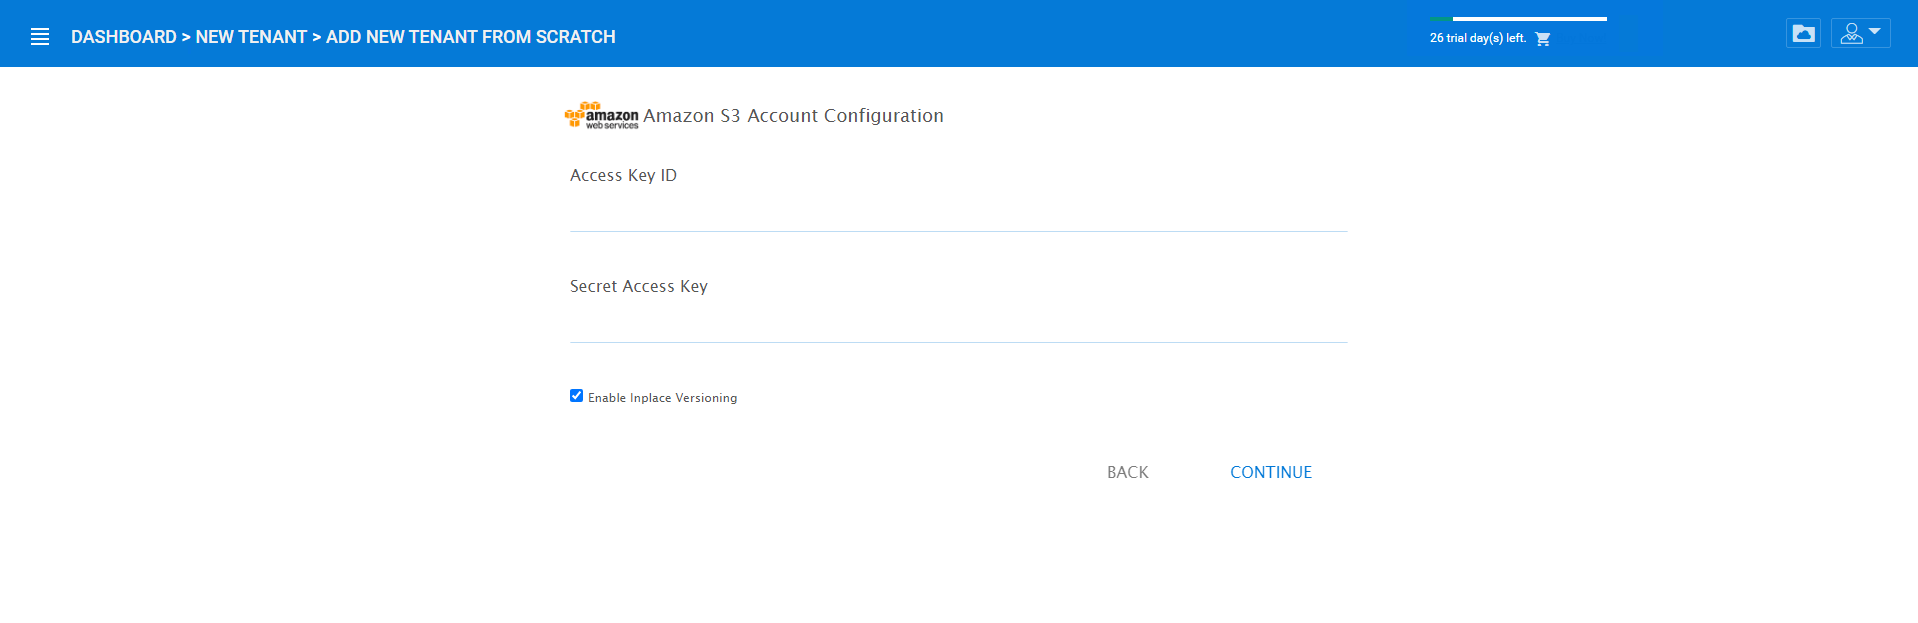 DASHBOARD > NEW TENANT > ADD NEW TENANT FROM SCRATCH
26 trial day(s) left.
amazon
web services
Amazon S3 Account Configuration
Access Key ID
Secret Access Key
Enable Inplace Versioning
BACK
CONTINUE